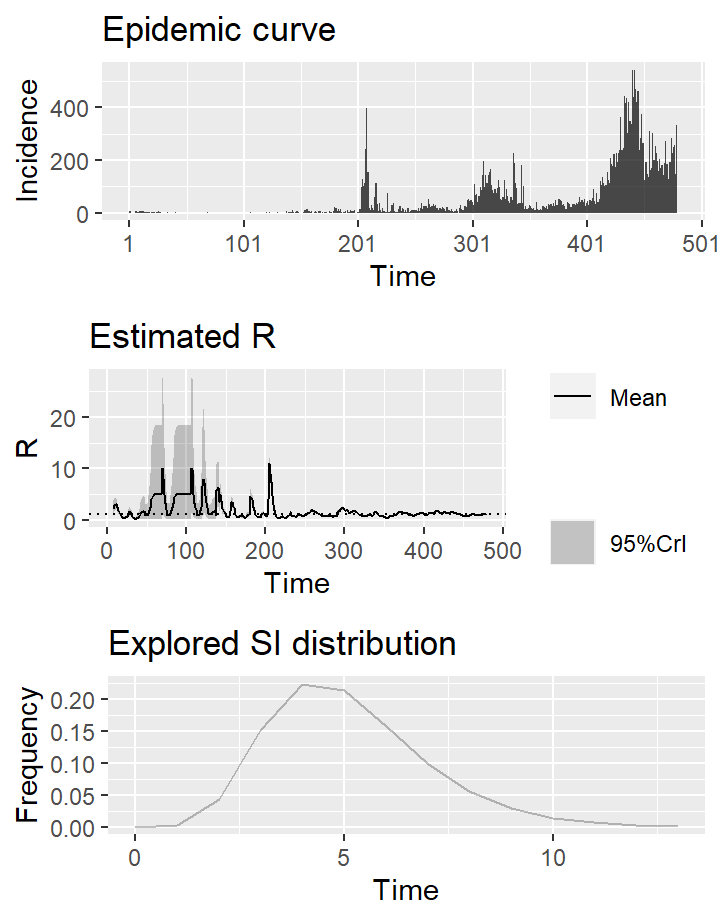 Epidemic curve
Incidence
400
200
0
1 101 201 301 401 501
Time
Estimated R
R
20
10
0
0 100 200 300 400 500
Time
Mean
95%CrI
Explored SI distribution
Frequency
0.20
0.15
0.10
0.05
0.00
0 5 10
Time